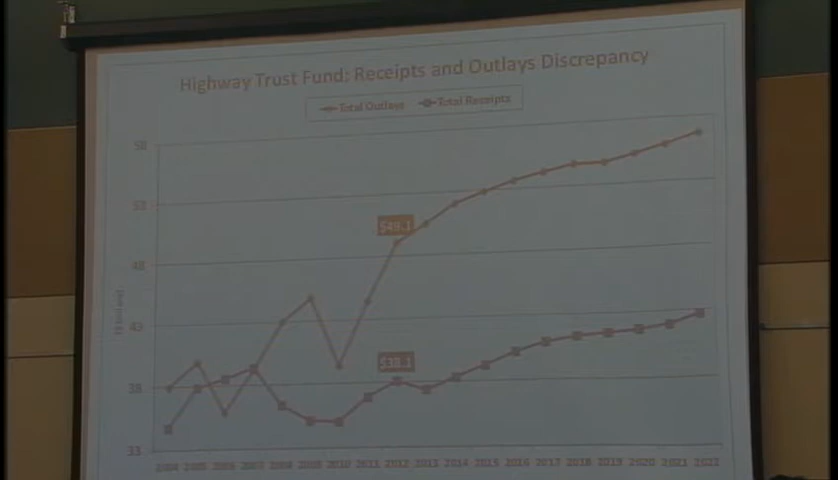 Highway Trust Fund: Receipts and Outlays Discrepancy
Total Outlays Total Receipts
58
53
48
43
38
33
$49.1
$38.1
2004 2005 2006 2007 2008 2009 2010 2011 2012 2013 2014 2015 2016 2017 2018 2019 2020 2021 2022